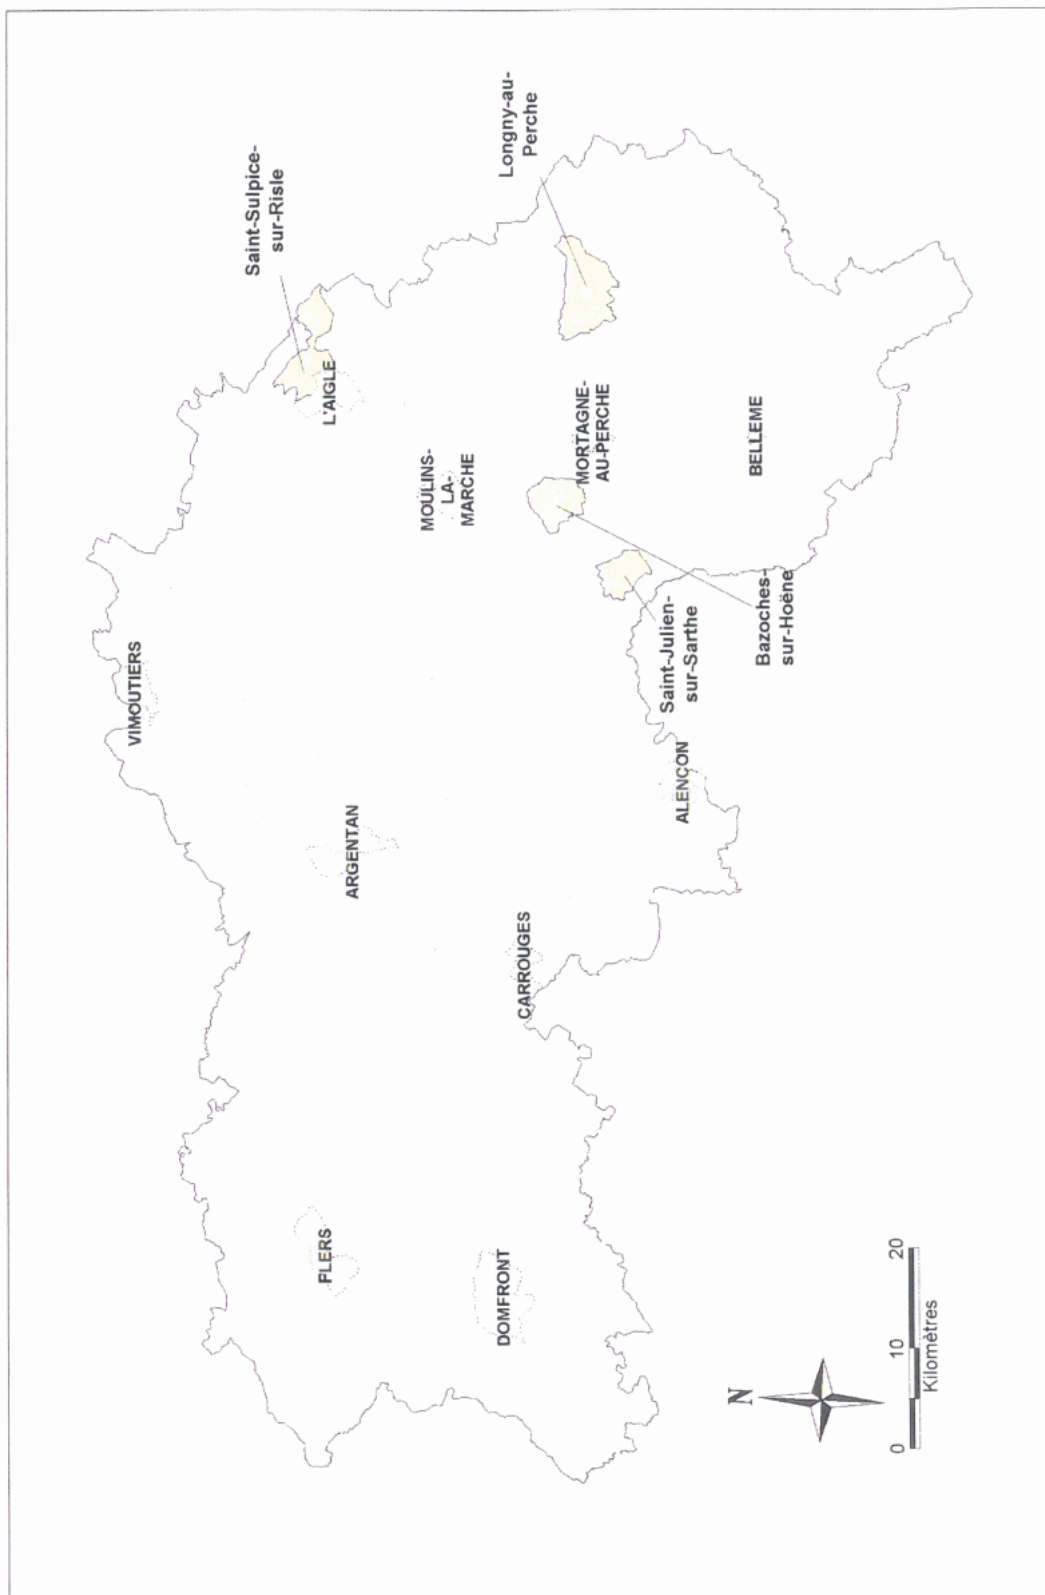 Saint-Sulpice-
sur-Risle
Longny-au-
Perche
VIMOUTIERS
L'AIGLE
MOULINS-
LA-
MARCHE
ARGENTAN
FLERS
MORTAGNE-
AU-PERCHE
CARROUGES
DOMFRONT
BELLEME
Saint-Julien-
sur-Sarthe
Bazoches-
sur-Hoëne
ALENÇON
N
0
10
20
Kilomètres